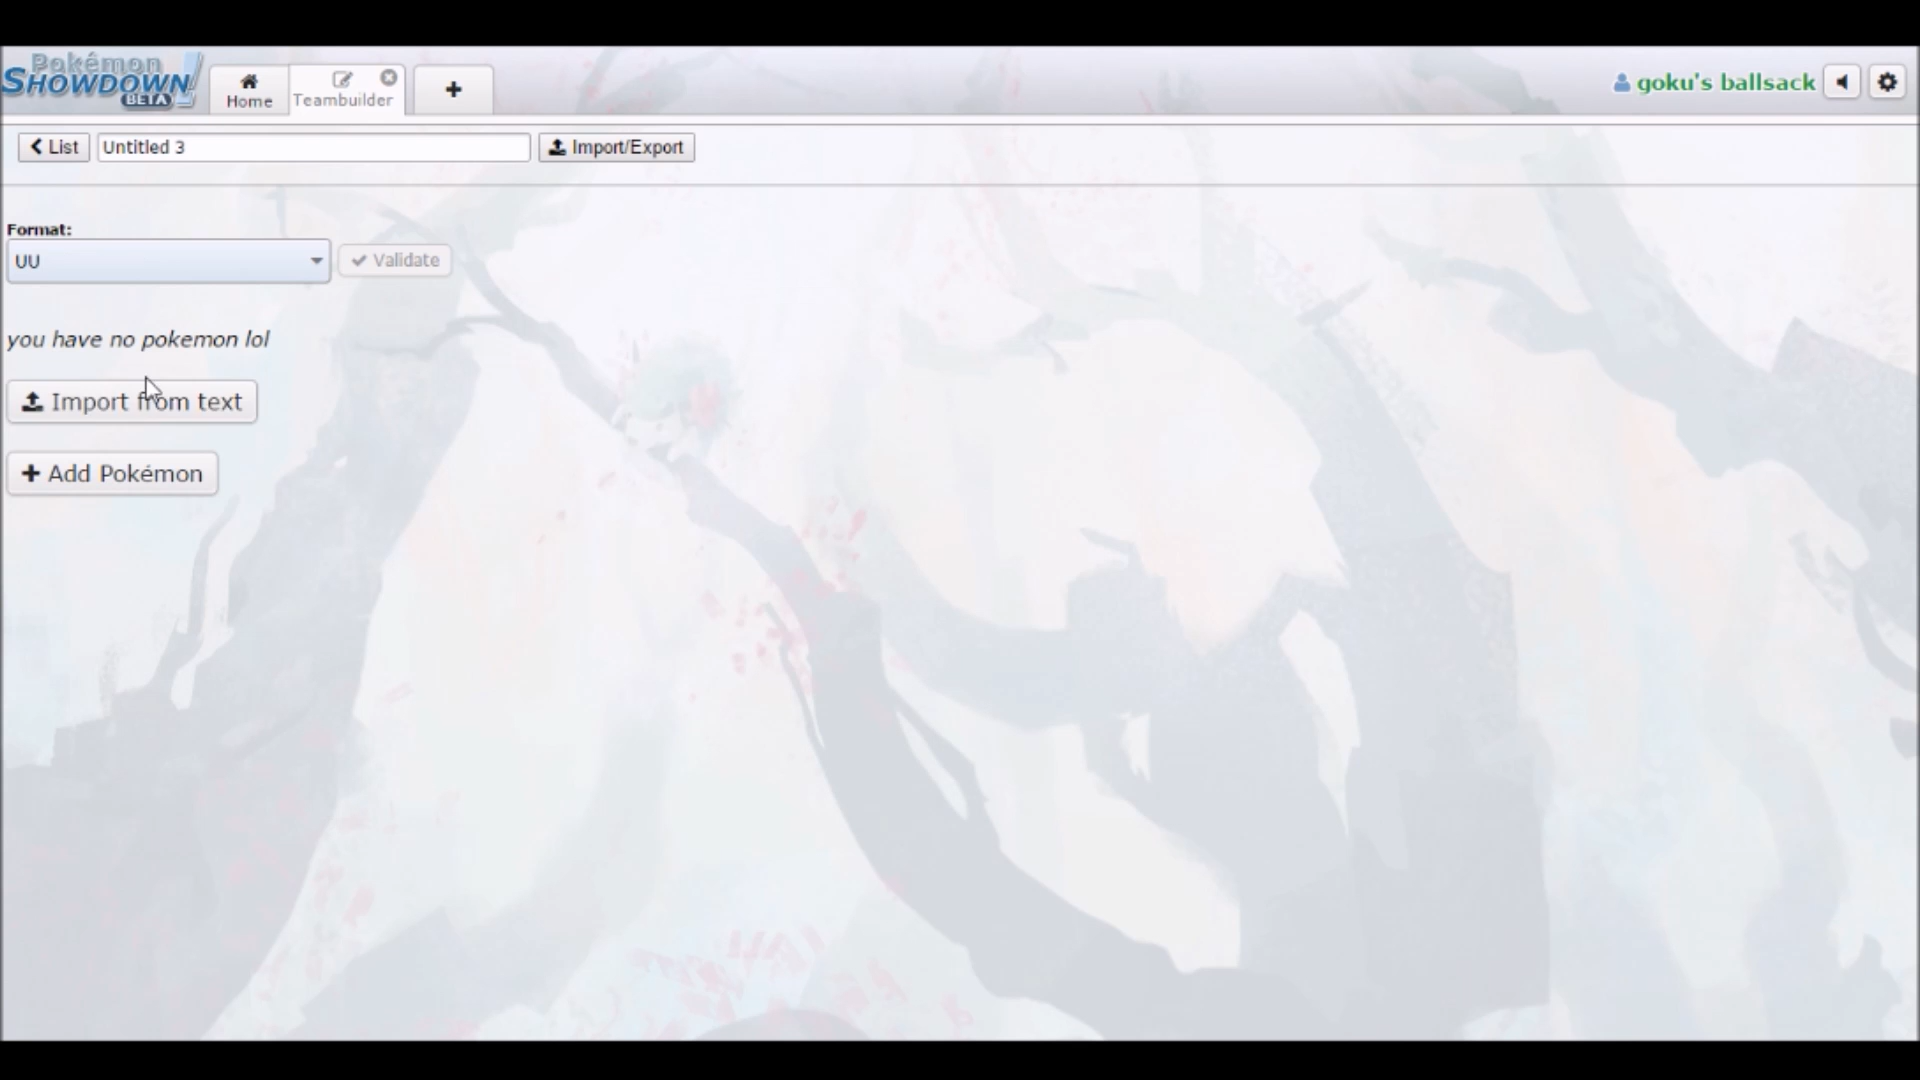 Pokémon
SHOWDOWN!
BETA
Home
Teambuilder
goku's ballsack
List
Untitled 3
Import/Export
Format:
UU
Validate
you have no pokemon lol
Import from text
Add Pokémon